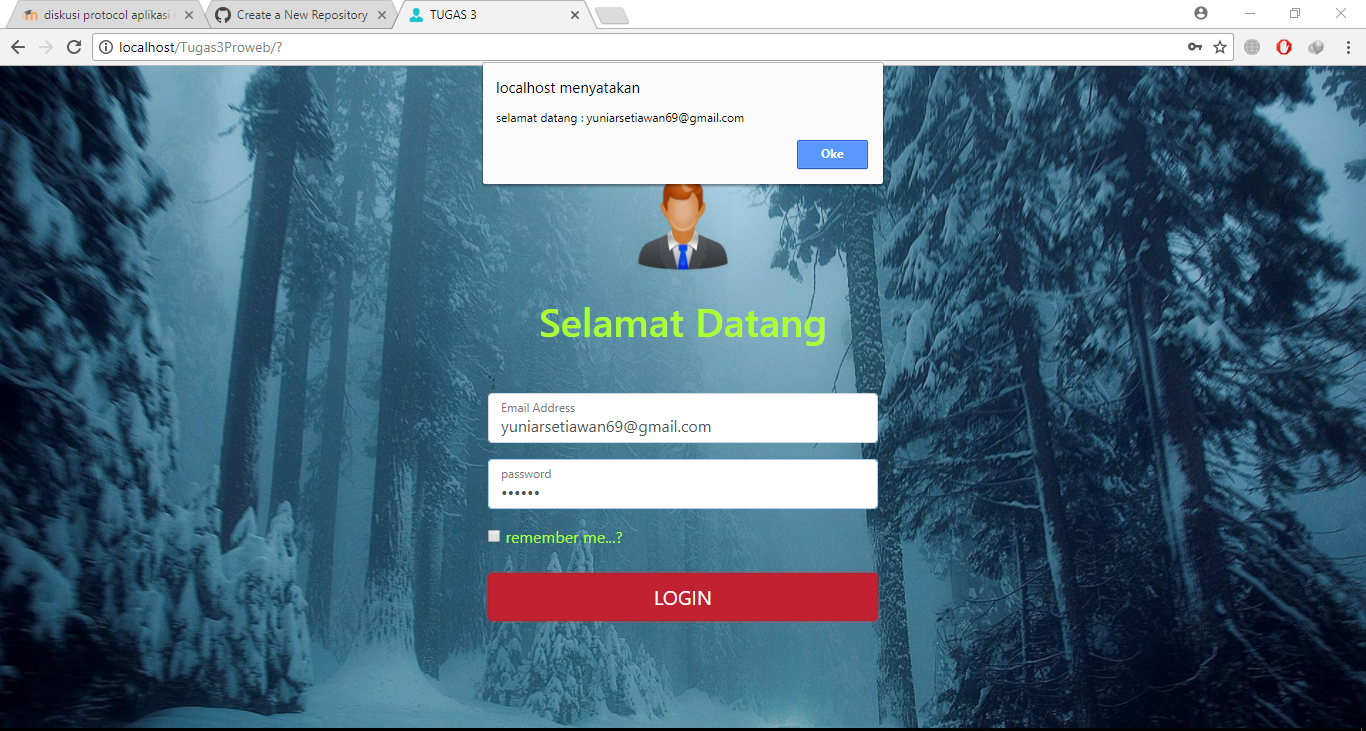 diskusi protocol aplikasi
Create a New Repository
TUGAS 3
localhost/Tugas3Proweb/?
localhost menyatakan
selamat datang : yuniarsetiawan69@gmail.com
Oke
Selamat Datang
Email Address
yuniarsetiawan69@gmail.com
password
••••••
remember me...?
LOGIN